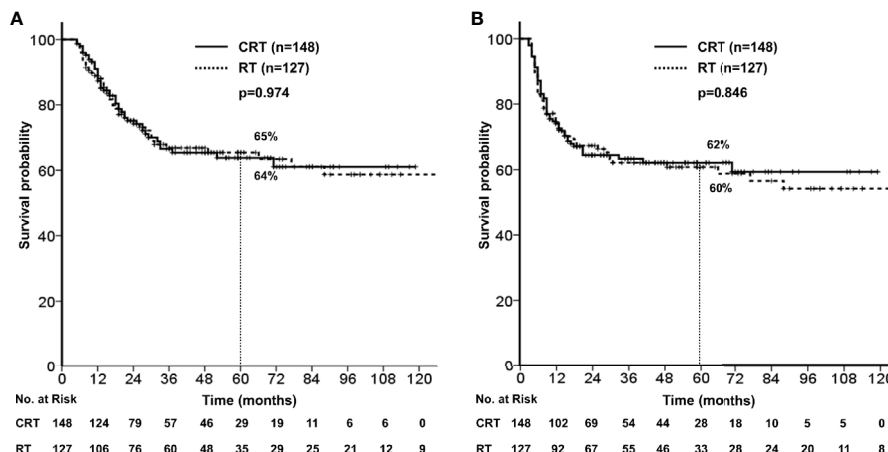 A
CRT (n=148)
RT (n=127)
p=0.974
65%
64%
Survival probability
100
80
60
40
20
0
0 12 24 36 48 60 72 84 96 108 120
No. at Risk Time (months)
CRT 148 124 79 57 46 29 19 11 6 6 0
RT 127 106 76 60 48 35 29 25 21 12 9
B
CRT (n=148)
RT (n=127)
p=0.846
62%
60%
Survival probability
100
80
60
40
20
0
0 12 24 36 48 60 72 84 96 108 120
No. at Risk Time (months)
CRT 148 102 69 54 44 28 18 10 5 5 0
RT 127 92 67 55 46 33 28 24 20 11 8